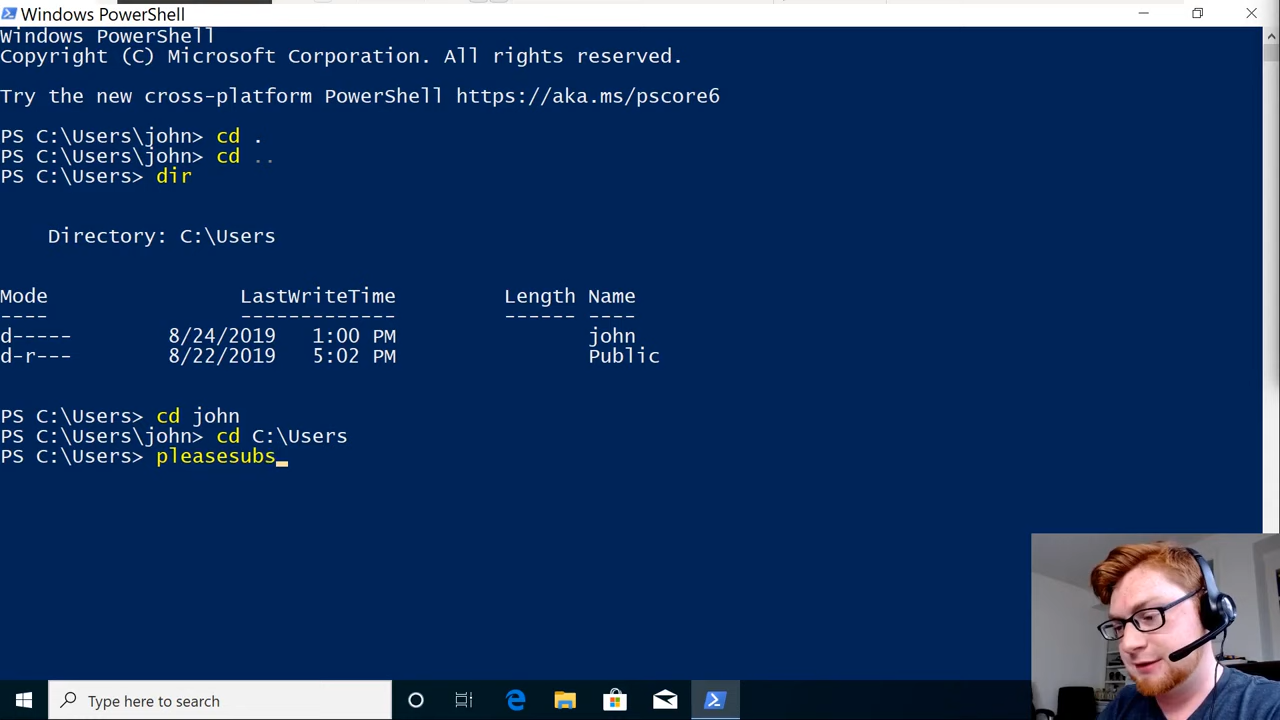 Windows PowerShell
Windows PowerShell
Copyright (C) Microsoft Corporation. All rights reserved.
Try the new cross-platform PowerShell https://aka.ms/pscore6
PS C:\Users\john> cd .
PS C:\Users\john> cd ..
PS C:\Users> dir
Directory: C:\Users
Mode LastWriteTime Length Name
---- ------------- ------ ----
d----- 8/24/2019 1:00 PM john
d-r--- 8/22/2019 5:02 PM Public
PS C:\Users> cd john
PS C:\Users\john> cd C:\Users
PS C:\Users> pleasesubs_
Type here to search